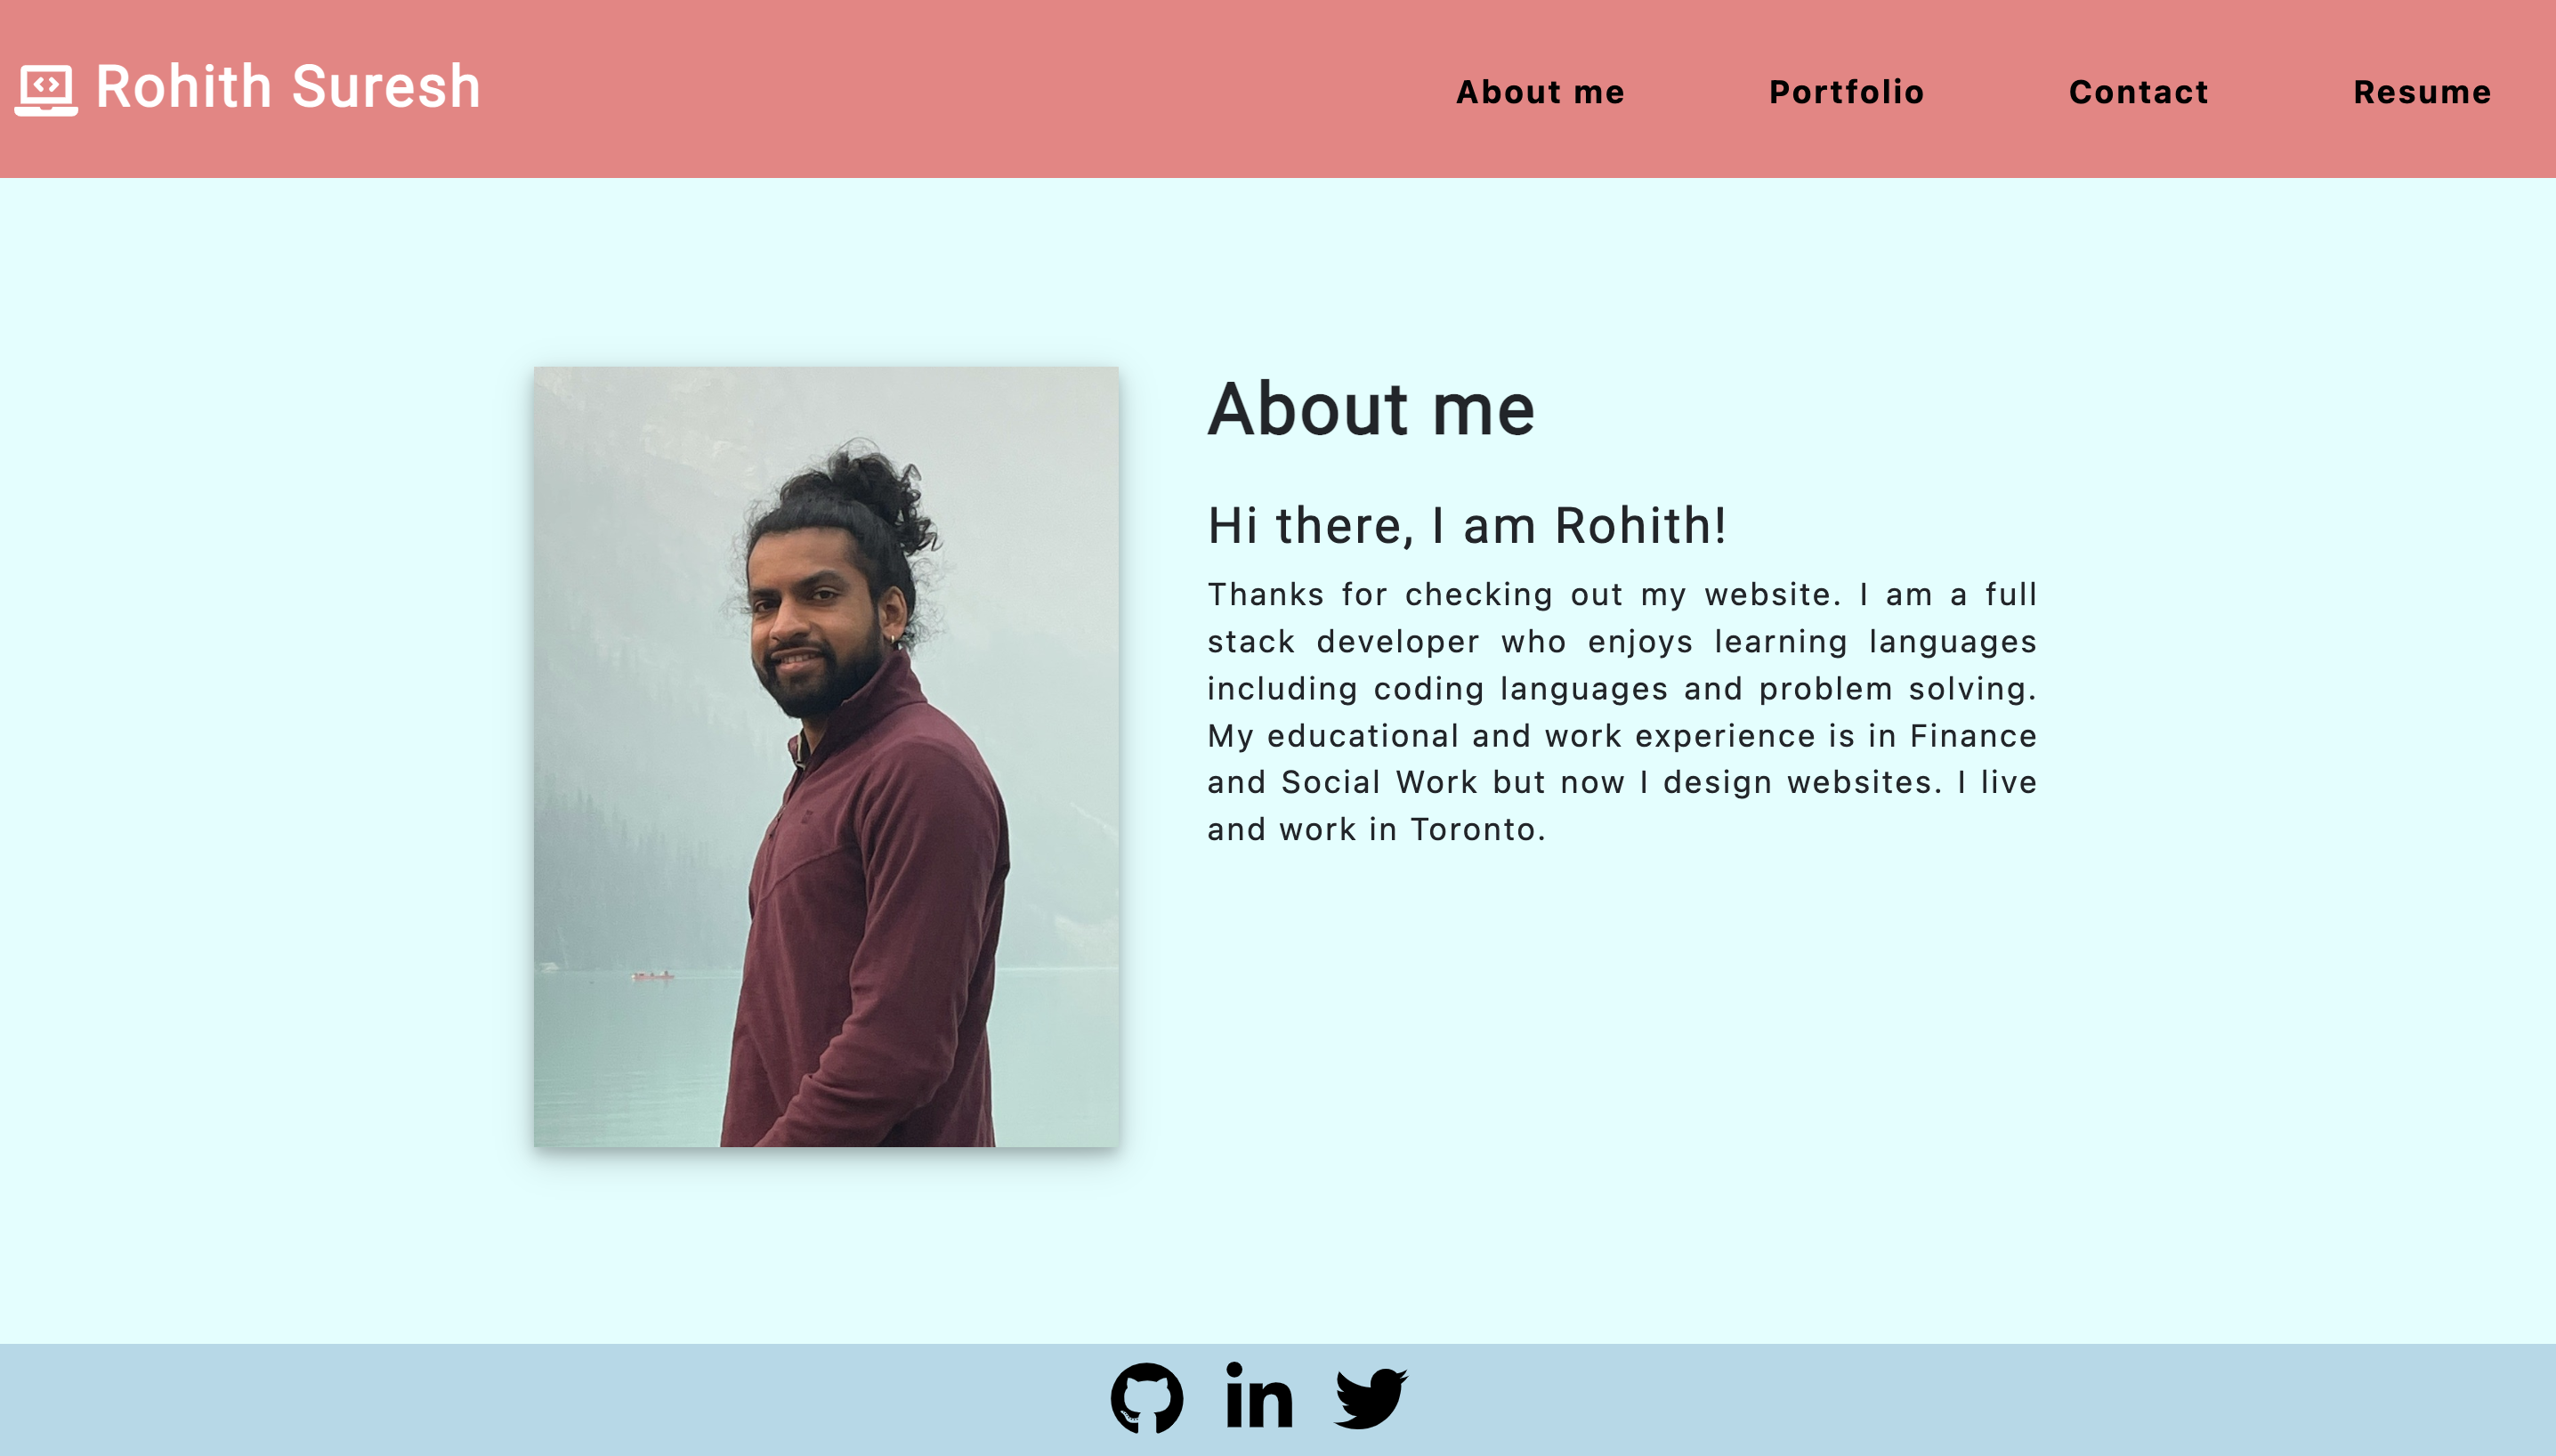 Rohith Suresh
About me
Portfolio
Contact
Resume
About me
Hi there, I am Rohith!
Thanks for checking out my website. I am a full
stack developer who enjoys learning languages
including coding languages and problem solving.
My educational and work experience is in Finance
and Social Work but now I design websites. I live
and work in Toronto.
in